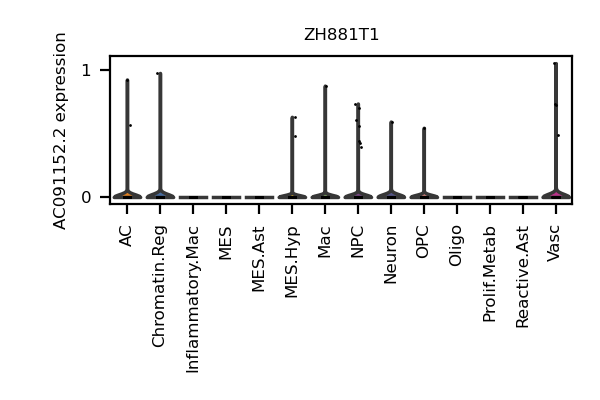 ZH881T1
AC091152.2 expression
1
0
AC
Chromatin.Reg
Inflammatory.Mac
MES
MES.Ast
MES.Hyp
Mac
NPC
Neuron
OPC
Oligo
Prolif.Metab
Reactive.Ast
Vasc